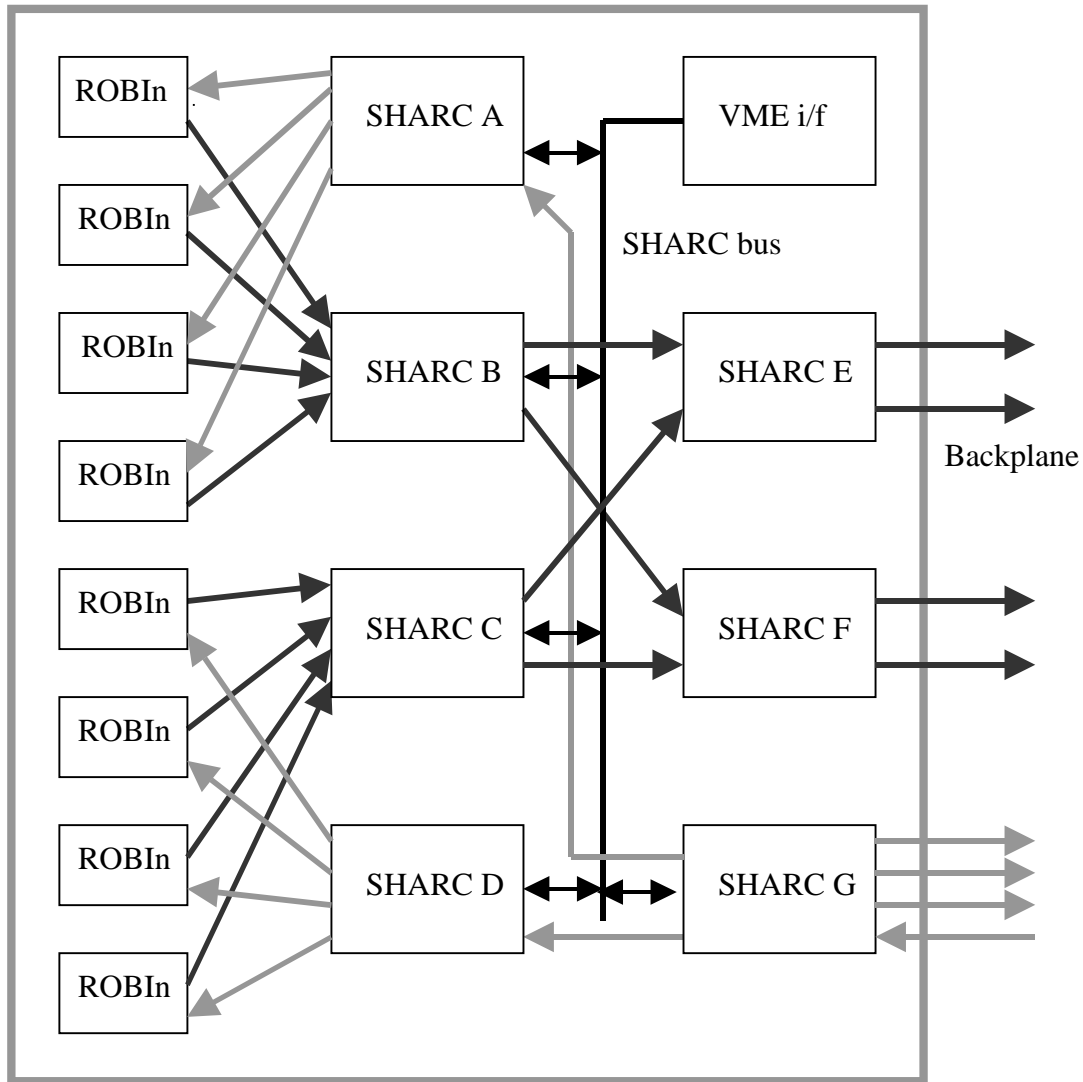 ROBIn
SHARC A
VME i/f
ROBIn
SHARC bus
ROBIn
SHARC B
SHARC E
ROBIn
Backplane
ROBIn
SHARC C
SHARC F
ROBIn
ROBIn
SHARC D
SHARC G
ROBIn